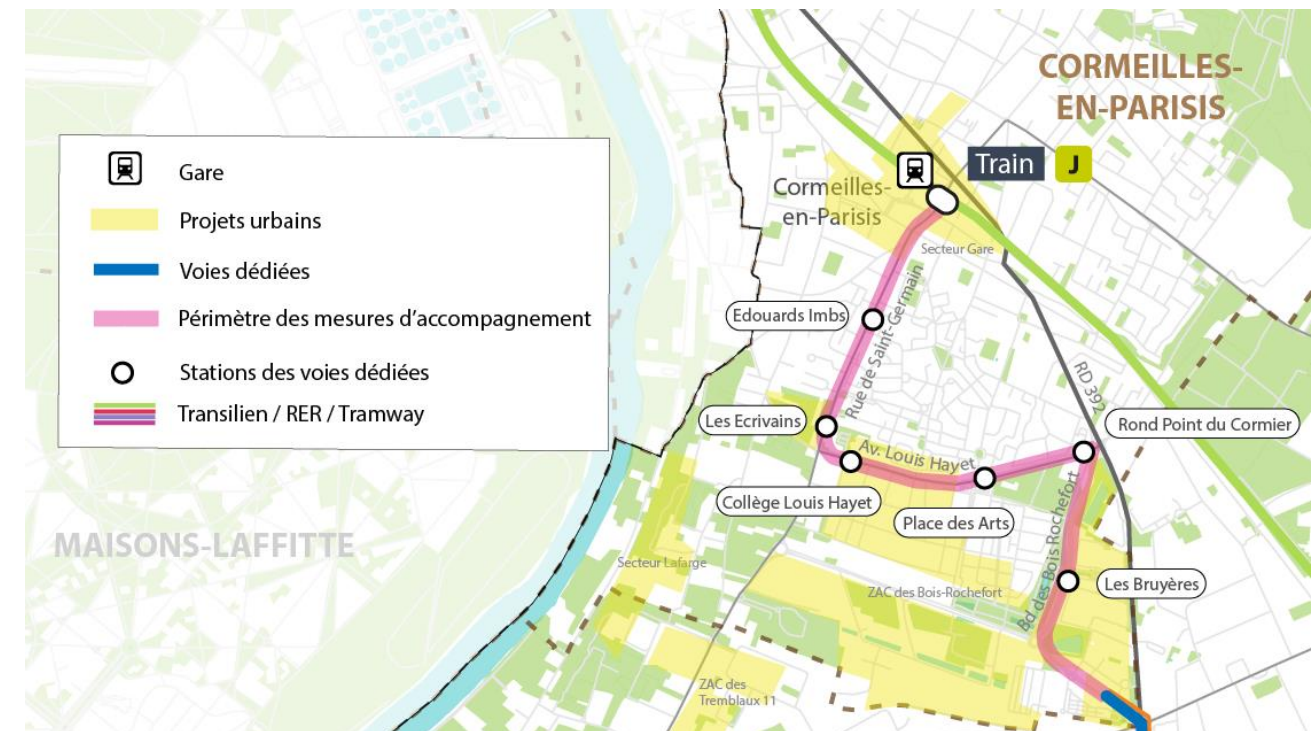 CORMEILLES-
EN-PARISIS
Train J
Cormeilles-
en-Parisis
Secteur Gare
Gare
Projets urbains
Voies dédiées
Périmètre des mesures d'accompagnement
Stations des voies dédiées
Transilien / RER / Tramway
Edouards Imbs
Rue de Saint-Germain
RD 392
Les Ecrivains
Rond Point du Cormier
Av. Louis Hayet
Collège Louis Hayet
Place des Arts
MAISONS-LAFFITTE
Secteur Lafarge
ZAC des Bois-Rochefort
Bd des Bois Rochefort
Les Bruyères
ZAC des
Tremblaux 11